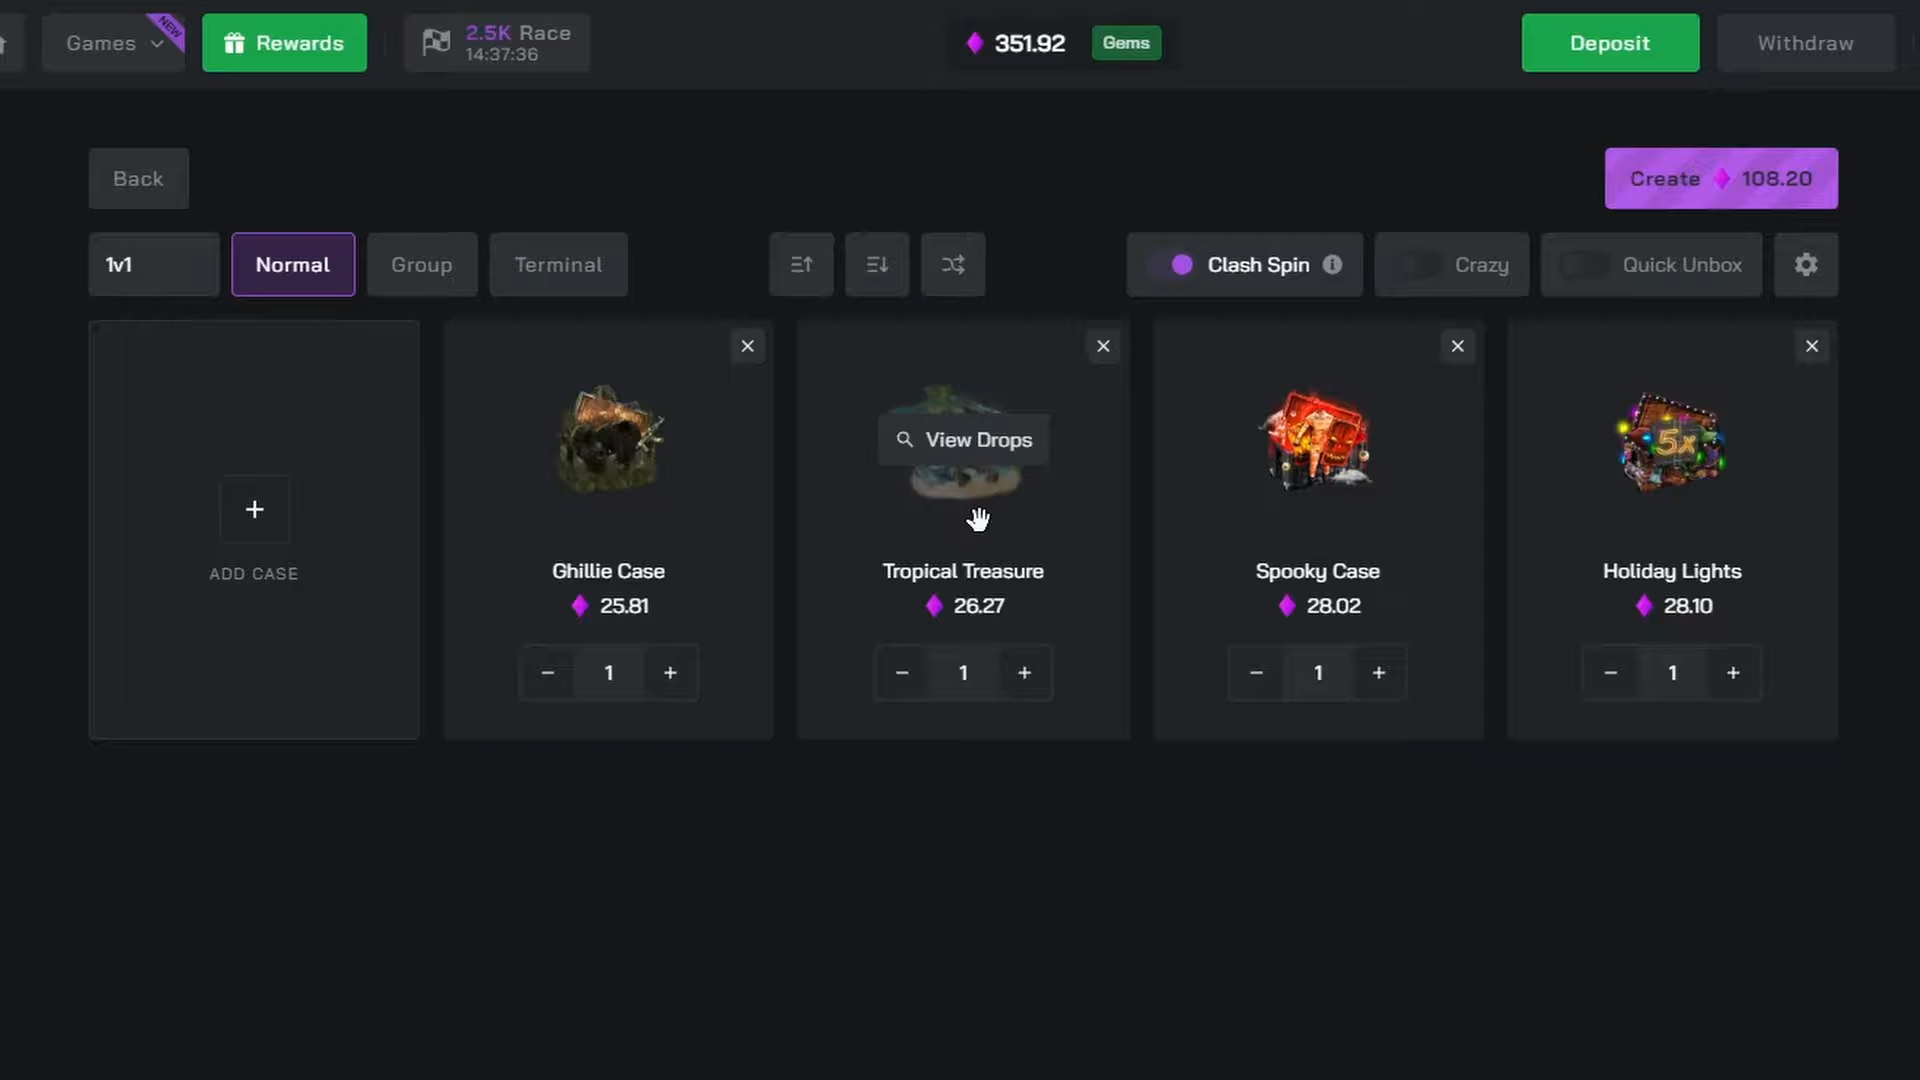 Games
NEW
Rewards
2.5K Race
14:37:36
351.92
Gems
Deposit
Withdraw
Back
Create 108.20
1v1
Normal
Group
Terminal
Clash Spin
Crazy
Quick Unbox
ADD CASE
Ghillie Case
25.81
1
View Drops
Tropical Treasure
26.27
1
Spooky Case
28.02
1
5x
Holiday Lights
28.10
1